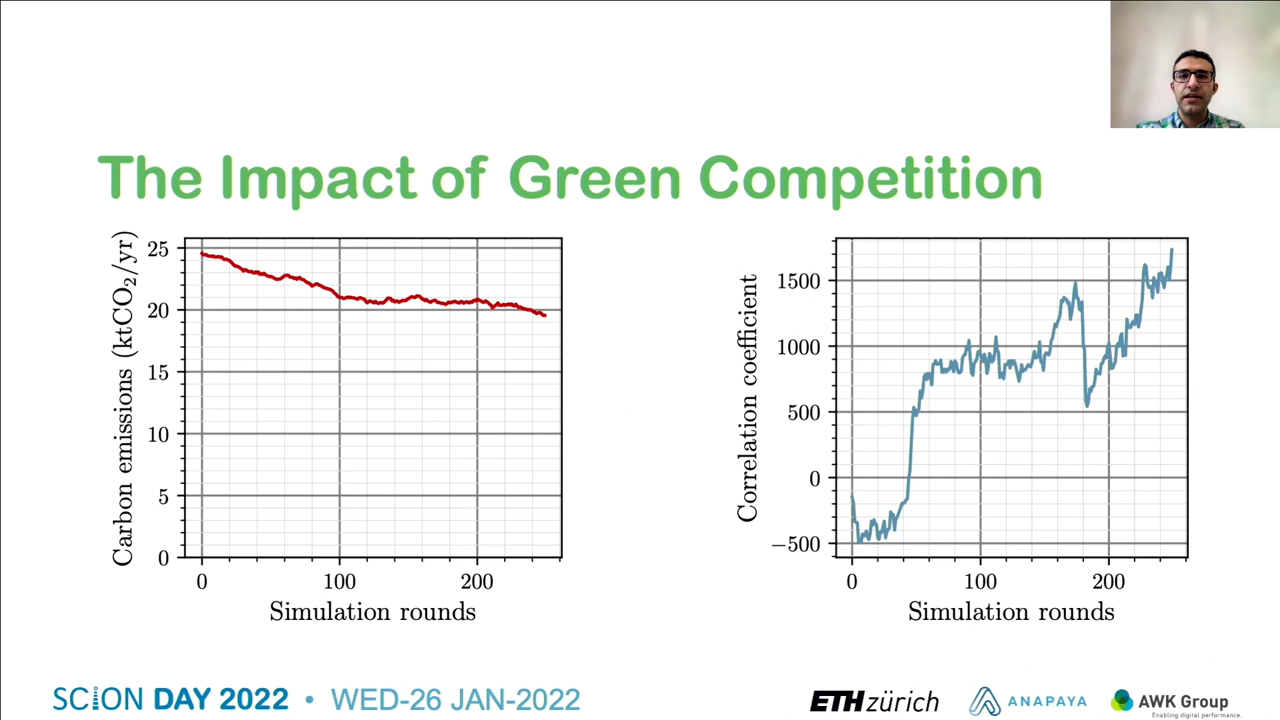 The Impact of Green Competition
Carbon emissions (ktCO₂/yr)
25
20
15
10
5
0
0 100 200
Simulation rounds
Correlation coefficient
1500
1000
500
0
−500
0 100 200
Simulation rounds
SCION DAY 2022 • WED-26 JAN-2022
ETH zürich
ANAPAYA
AWK Group
Enabling digital performance.